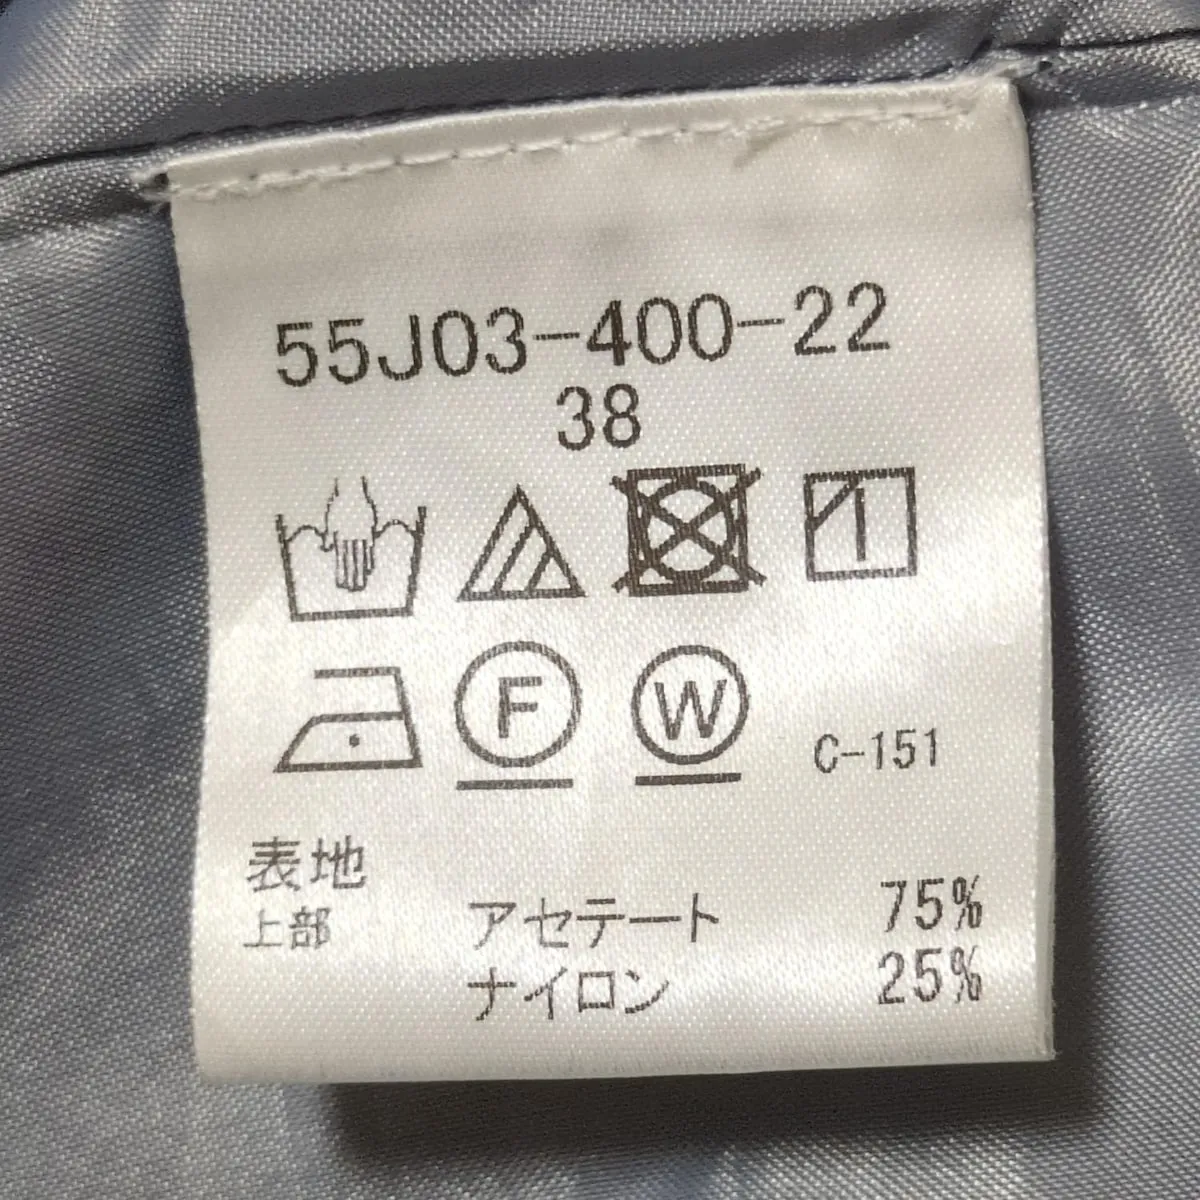 55J03-400-22
38
F W C-151
表地
上部 アセテート 75%
ナイロン 25%